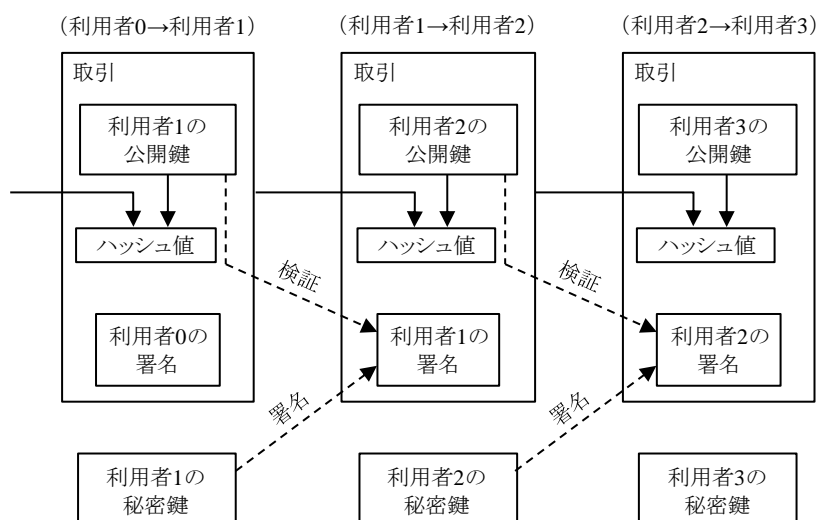 (利用者0→利用者1)
(利用者1→利用者2)
(利用者2→利用者3)
取引
取引
取引
利用者1の
公開鍵
利用者2の
公開鍵
利用者3の
公開鍵
ハッシュ値
ハッシュ値
ハッシュ値
検証
検証
利用者0の
署名
利用者1の
署名
利用者2の
署名
署名
署名
利用者1の
秘密鍵
利用者2の
秘密鍵
利用者3の
秘密鍵